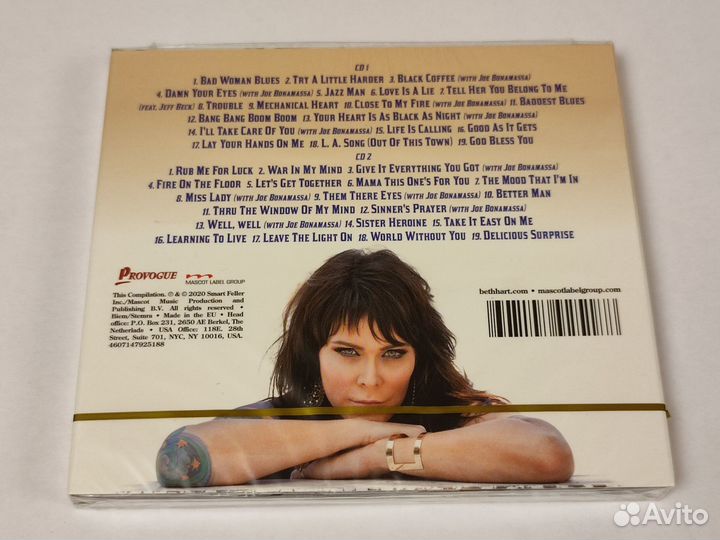 CD 1
1. Bad Woman Blues 2. Try A Little Harder 3. Black Coffee (with Joe Bonamassa)
4. Damn Your Eyes (with Joe Bonamassa) 5. Jazz Man 6. Love Is A Lie 7. Tell Her You Belong To Me
(feat. Jeff Beck) 8. Trouble 9. Mechanical Heart 10. Close To My Fire (with Joe Bonamassa) 11. Baddest Blues
12. Bang Bang Boom Boom 13. Your Heart Is As Black As Night (with Joe Bonamassa)
14. I'll Take Care Of You (with Joe Bonamassa) 15. Life Is Calling 16. Good As It Gets
17. Lay Your Hands On Me 18. L.A. Song (Out Of This Town) 19. God Bless You
CD 2
1. Rub Me For Luck 2. War In My Mind 3. Give It Everything You Got (with Joe Bonamassa)
4. Fire On The Floor 5. Let's Get Together 6. Mama This One's For You 7. The Mood That I'm In
8. Miss Lady (with Joe Bonamassa) 9. Them There Eyes (with Joe Bonamassa) 10. Better Man
11. Thru The Window Of My Mind 12. Sinner's Prayer (with Joe Bonamassa)
13. Well, Well (with Joe Bonamassa) 14. Sister Heroine 15. Take It Easy On Me
16. Learning To Live 17. Leave The Light On 18. World Without You 19. Delicious Surprise
Provogue
MASCOT LABEL GROUP
bethhart.com • mascotlabelgroup.com
This Compilation. ℗ & © 2020 Smart Feller
Inc./Mascot Music Production and
Publishing B.V. All rights reserved •
Biem/Stemra • Made in the EU • Head
office: P.O. Box 231, 2650 AE Berkel, The
Netherlads • USA Office: 118E. 28th
Street, Suite 701, NYC, NY 10016, USA.
4607147925188
Avito